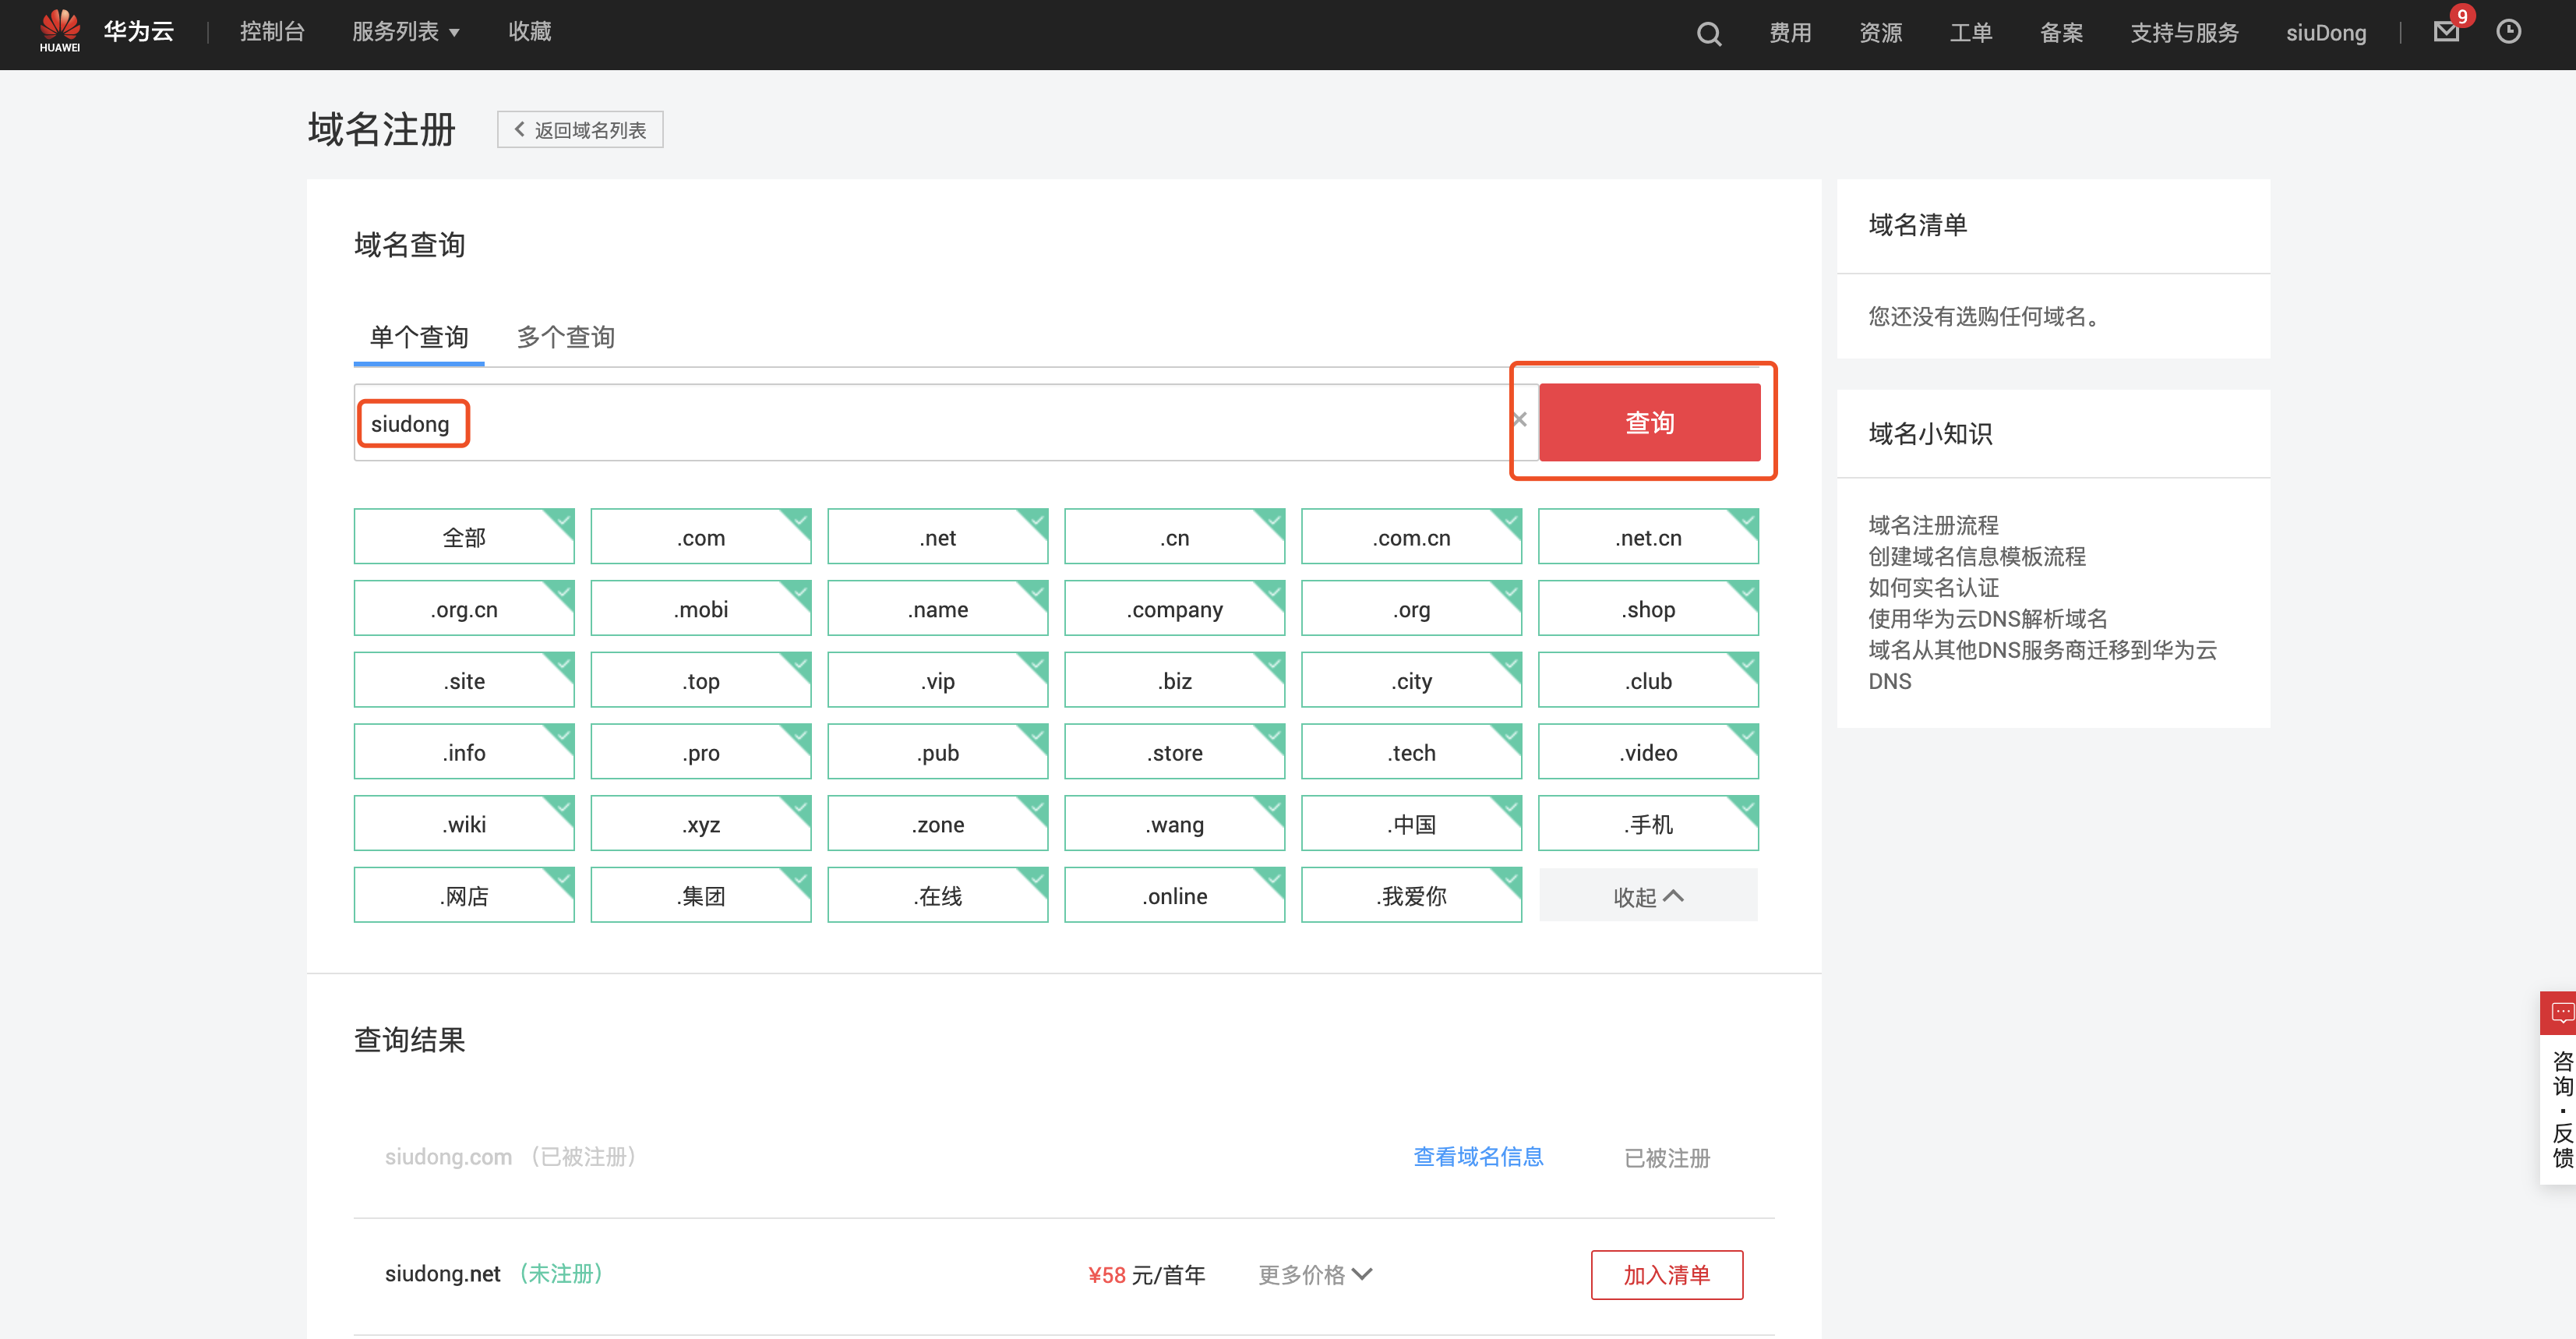 HUAWEI
华为云
控制台
服务列表
收藏
费用
资源
工单
备案
支持与服务
siuDong
9
域名注册
返回域名列表
域名查询
单个查询
多个查询
siudong
查询
全部
.com
.net
.cn
.com.cn
.net.cn
.org.cn
.mobi
.name
.company
.org
.shop
.site
.top
.vip
.biz
.city
.club
.info
.pro
.pub
.store
.tech
.video
.wiki
.xyz
.zone
.wang
.中国
.手机
.网店
.集团
.在线
.online
.我爱你
收起
查询结果
siudong.com （已被注册）
查看域名信息
已被注册
siudong.net （未注册）
¥58 元/首年
更多价格
加入清单
域名清单
您还没有选购任何域名。
域名小知识
域名注册流程
创建域名信息模板流程
如何实名认证
使用华为云DNS解析域名
域名从其他DNS服务商迁移到华为云
DNS
咨询·反馈